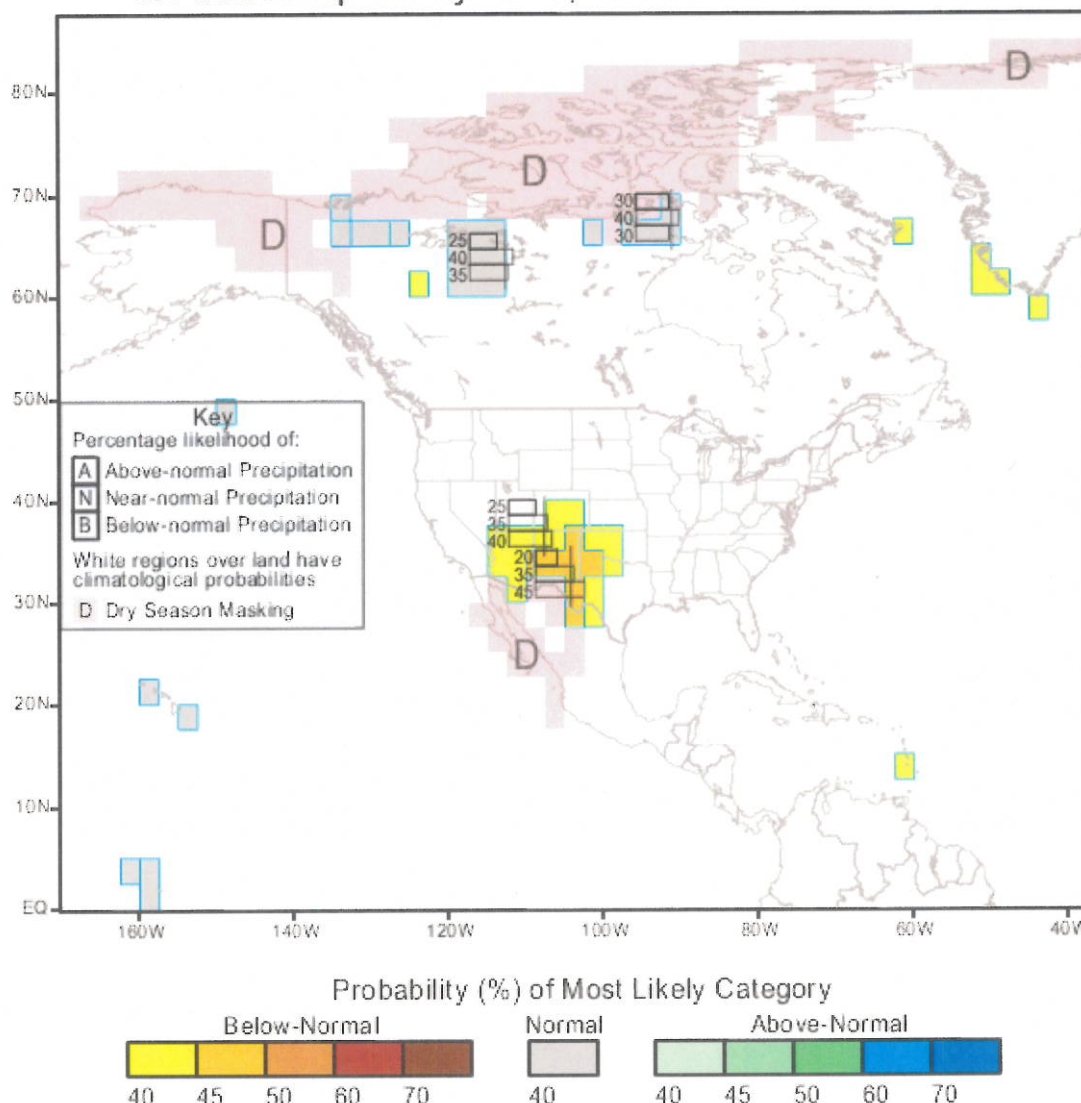 80N
70N
60N
50N
40N
30N
20N
10N
EQ
D
D
D
D
30
40
30
25
40
35
25
35
40
20
35
45
Key
Percentage likelihood of:
A Above-normal Precipitation
N Near-normal Precipitation
B Below-normal Precipitation
White regions over land have
climatological probabilities
D Dry Season Masking
160W 140W 120W 100W 80W 60W 40W
Probability (%) of Most Likely Category
Below-Normal Normal Above-Normal
40 45 50 60 70 40 40 45 50 60 70